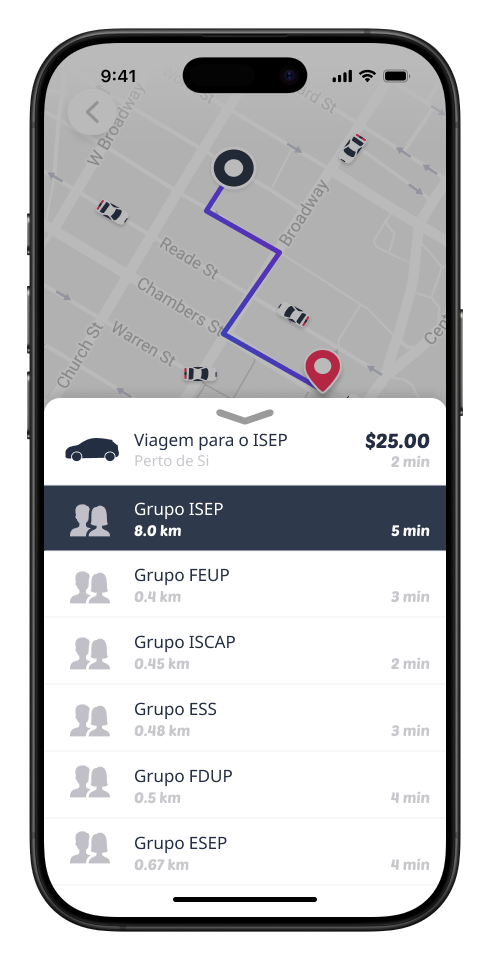 9:41
W Broadway
Broadway
Reade St
Chambers St
Warren St
Church St
Viagem para o ISEP
$25.00
Perto de Si
2 min
Grupo ISEP
8.0 km
5 min
Grupo FEUP
0.4 km
3 min
Grupo ISCAP
0.45 km
2 min
Grupo ESS
0.48 km
3 min
Grupo FDUP
0.5 km
4 min
Grupo ESEP
0.67 km
4 min